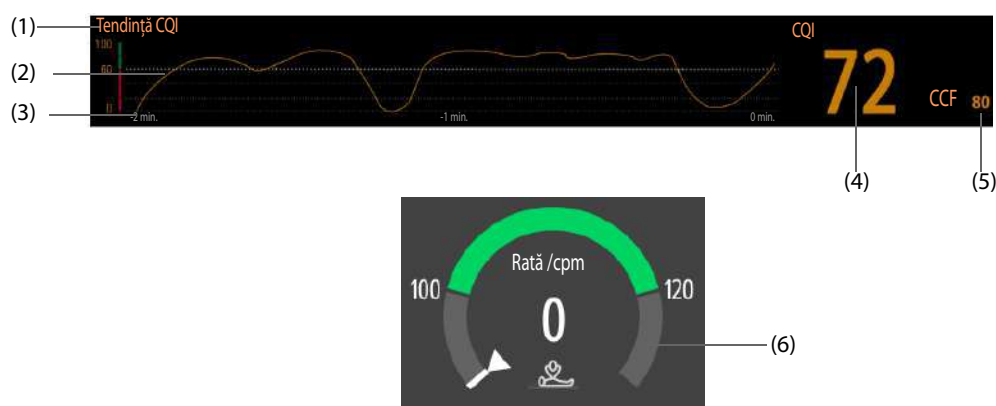 (1)
Tendință CQI
100
(2)
60
(3)
0
-2 min.
-1 min.
0 min.
CQI
72
CCF 80
(4)
(5)
Rată /cpm
100
120
0
(6)